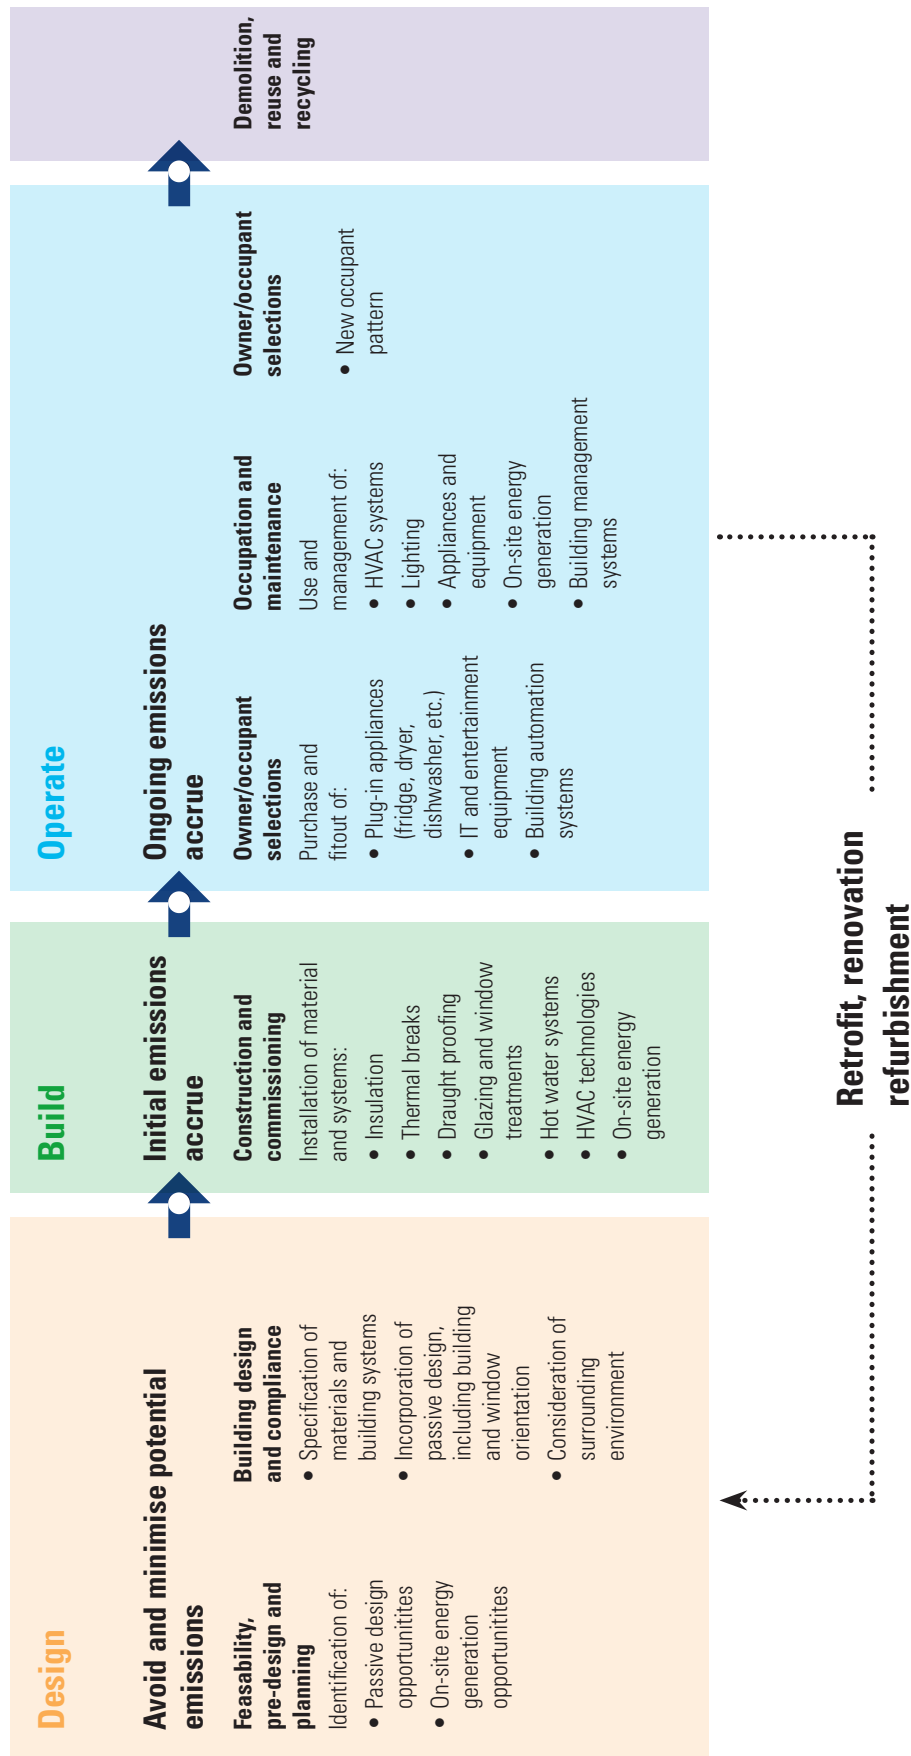 Design
Avoid and minimise potential
emissions
Feasability,
pre-design and
planning
Identification of:
• Passive design
opportunitites
• On-site energy
generation
opportunitites
Building design
and compliance
• Specification of
materials and
building systems
• Incorporation of
passive design,
including building
and window
orientation
• Consideration of
surrounding
environment
Build
Initial emissions
accrue
Construction and
commissioning
Installation of material
and systems:
• Insulation
• Thermal breaks
• Draught proofing
• Glazing and window
treatments
• Hot water systems
• HVAC technologies
• On-site energy
generation
Operate
Ongoing emissions
accrue
Owner/occupant
selections
Purchase and
fitout of:
• Plug-in appliances
(fridge, dryer,
dishwasher, etc.)
• IT and entertainment
equipment
• Building automation
systems
Occupation and
maintenance
Use and
management of:
• HVAC systems
• Lighting
• Appliances and
equipment
• On-site energy
generation
• Building management
systems
Owner/occupant
selections
• New occupant
pattern
Demolition,
reuse and
recycling
Retrofit, renovation
refurbishment